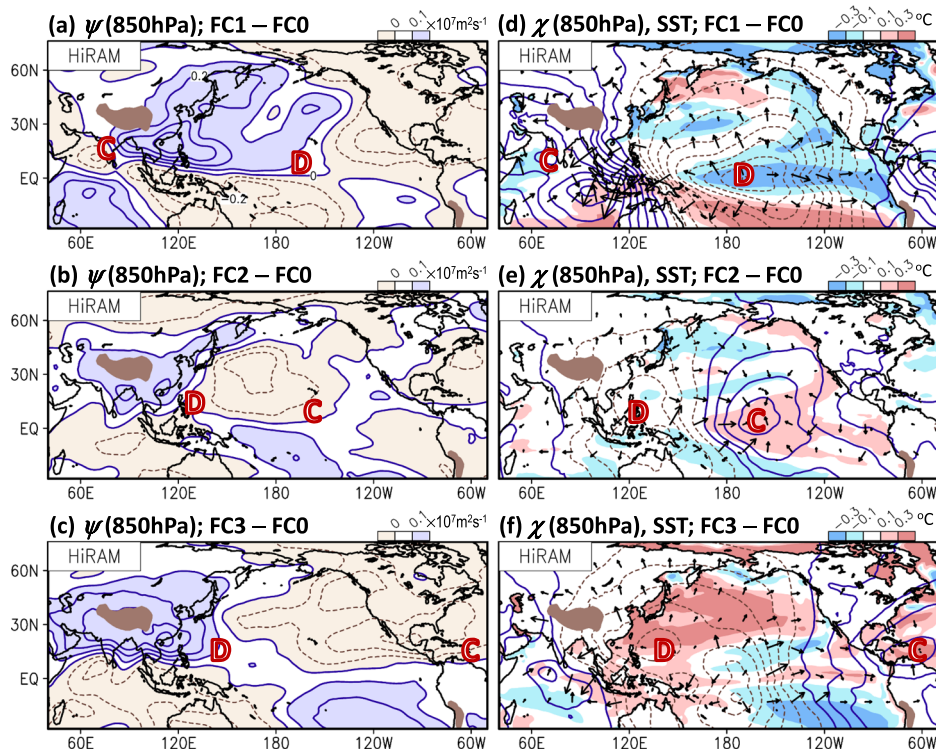 (a) ψ (850hPa); FC1 – FC0
0 0.1 ×10⁷m²s⁻¹
HiRAM
60N
30N
EQ
0.2
C
D
0
-0.2
60E 120E 180 120W 60W
(d) χ (850hPa), SST; FC1 – FC0
-0.3 -0.1 0.1 0.3 °C
HiRAM
C
D
60E 120E 180 120W 60W
(b) ψ (850hPa); FC2 – FC0
0 0.1 ×10⁷m²s⁻¹
HiRAM
60N
30N
EQ
D
C
60E 120E 180 120W 60W
(e) χ (850hPa), SST; FC2 – FC0
-0.3 -0.1 0.1 0.3 °C
HiRAM
D
C
60E 120E 180 120W 60W
(c) ψ (850hPa); FC3 – FC0
0 0.1 ×10⁷m²s⁻¹
HiRAM
60N
30N
EQ
D
C
60E 120E 180 120W 60W
(f) χ (850hPa), SST; FC3 – FC0
-0.3 -0.1 0.1 0.3 °C
HiRAM
D
C
60E 120E 180 120W 60W